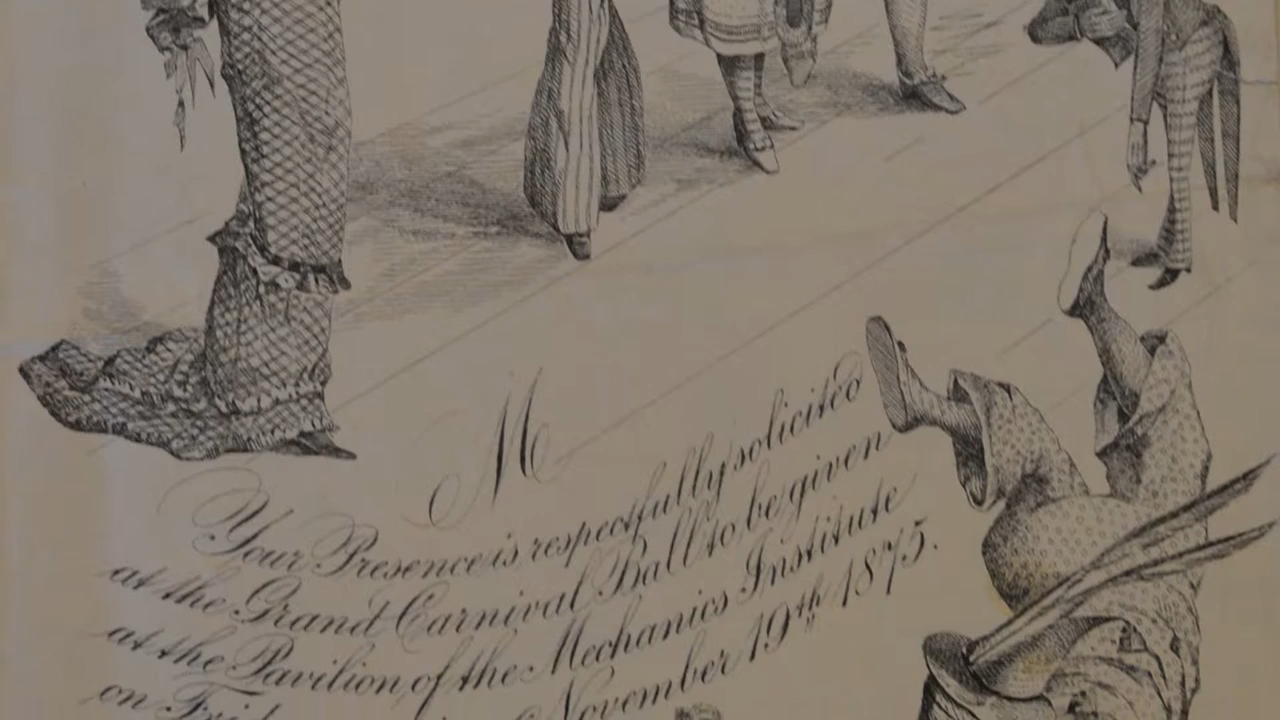 M
Your Presence is respectfully solicited
at the Grand Carnival Ball to be given
at the Pavilion of the Mechanics Institute
on November 19th 1875.